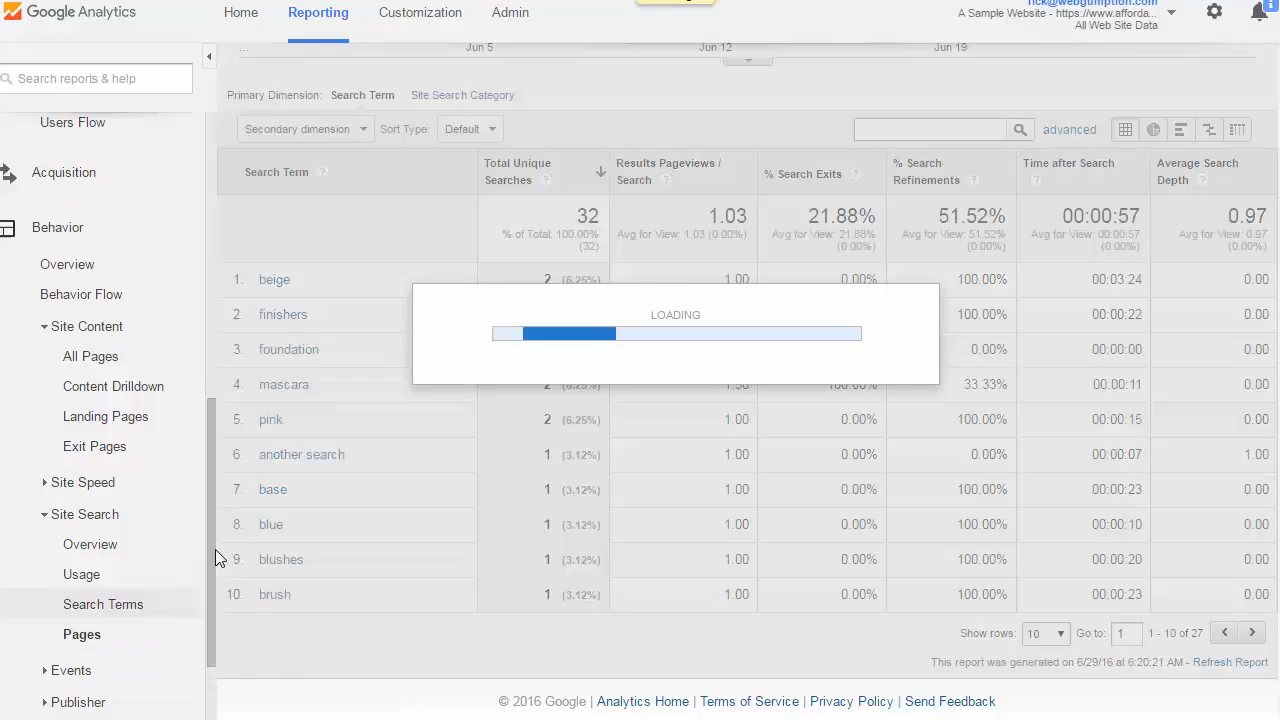 Google Analytics
Home
Reporting
Customization
Admin
rick@webgumption.com
A Sample Website - https://www.afforda...
All Web Site Data
Search reports & help
Users Flow
Acquisition
Behavior
Overview
Behavior Flow
Site Content
All Pages
Content Drilldown
Landing Pages
Exit Pages
Site Speed
Site Search
Overview
Usage
Search Terms
Pages
Events
Publisher
... Jun 5 Jun 12 Jun 19
Primary Dimension: Search Term Site Search Category
Secondary dimension Sort Type: Default advanced
Search Term ? Total Unique Searches ? Results Pageviews / Search ? % Search Exits ? % Search Refinements ? Time after Search ? Average Search Depth ?
32 1.03 21.88% 51.52% 00:00:57 0.97
% of Total: 100.00% (32) Avg for View: 1.03 (0.00%) Avg for View: 21.88% (0.00%) Avg for View: 51.52% (0.00%) Avg for View: 00:00:57 (0.00%) Avg for View: 0.97 (0.00%)
1. beige 2 (6.25%) 1.00 0.00% 100.00% 00:03:24 0.00
2. finishers 100.00% 00:00:22 0.00
LOADING
3. foundation 0.00% 00:00:00 0.00
4. mascara 2 (6.25%) 1.50 100.00% 33.33% 00:00:11 0.00
5. pink 2 (6.25%) 1.00 0.00% 100.00% 00:00:15 0.00
6. another search 1 (3.12%) 1.00 0.00% 0.00% 00:00:07 1.00
7. base 1 (3.12%) 1.00 0.00% 100.00% 00:00:23 0.00
8. blue 1 (3.12%) 1.00 0.00% 100.00% 00:00:10 0.00
9. blushes 1 (3.12%) 1.00 0.00% 100.00% 00:00:20 0.00
10. brush 1 (3.12%) 1.00 0.00% 100.00% 00:00:23 0.00
Show rows: 10 Go to: 1 1 - 10 of 27
This report was generated on 6/29/16 at 6:20:21 AM - Refresh Report
© 2016 Google | Analytics Home | Terms of Service | Privacy Policy | Send Feedback